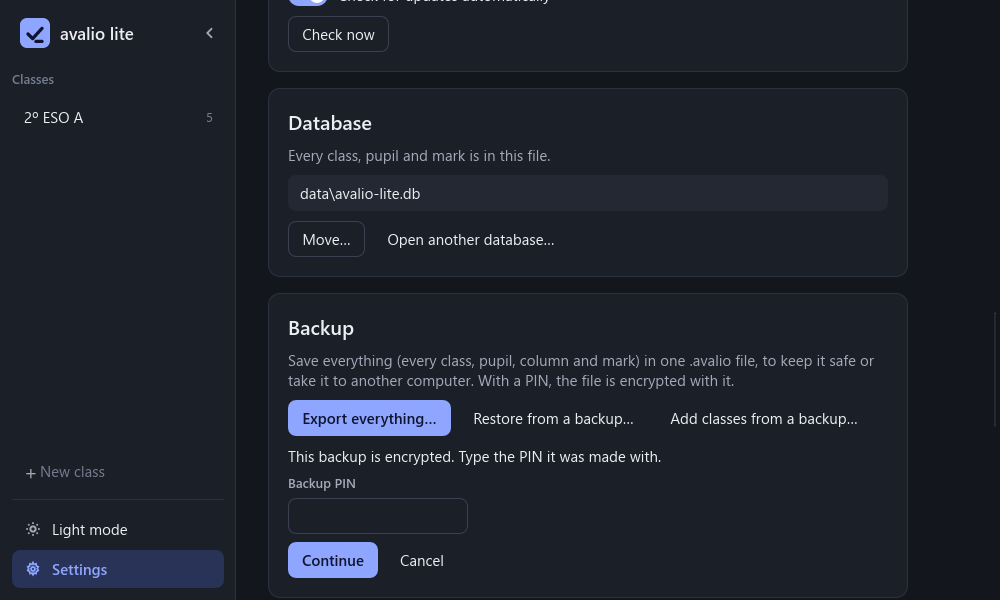 avalio lite
Classes
2º ESO A 5
+ New class
Light mode
Settings
Check for updates automatically
Check now
Database
Every class, pupil and mark is in this file.
data\avalio-lite.db
Move... Open another database...
Backup
Save everything (every class, pupil, column and mark) in one .avalio file, to keep it safe or
take it to another computer. With a PIN, the file is encrypted with it.
Export everything... Restore from a backup... Add classes from a backup...
This backup is encrypted. Type the PIN it was made with.
Backup PIN
Continue Cancel